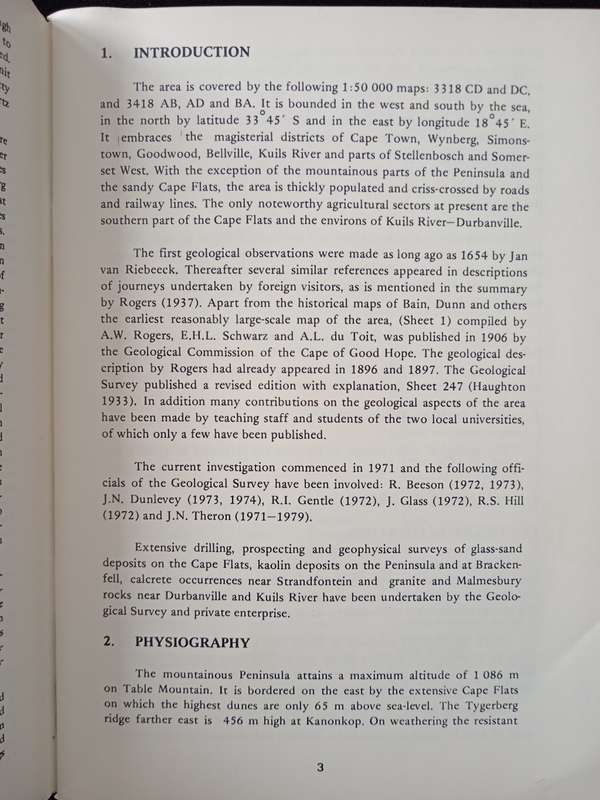 1. INTRODUCTION
The area is covered by the following 1:50 000 maps: 3318 CD and DC,
and 3418 AB, AD and BA. It is bounded in the west and south by the sea,
in the north by latitude 33°45′ S and in the east by longitude 18°45′ E.
It embraces the magisterial districts of Cape Town, Wynberg, Simons-
town, Goodwood, Bellville, Kuils River and parts of Stellenbosch and Somer-
set West. With the exception of the mountainous parts of the Peninsula and
the sandy Cape Flats, the area is thickly populated and criss-crossed by roads
and railway lines. The only noteworthy agricultural sectors at present are the
southern part of the Cape Flats and the environs of Kuils River—Durbanville.
The first geological observations were made as long ago as 1654 by Jan
van Riebeeck. Thereafter several similar references appeared in descriptions
of journeys undertaken by foreign visitors, as is mentioned in the summary
by Rogers (1937). Apart from the historical maps of Bain, Dunn and others
the earliest reasonably large-scale map of the area, (Sheet 1) compiled by
A.W. Rogers, E.H.L. Schwarz and A.L. du Toit, was published in 1906 by
the Geological Commission of the Cape of Good Hope. The geological des-
cription by Rogers had already appeared in 1896 and 1897. The Geological
Survey published a revised edition with explanation, Sheet 247 (Haughton
1933). In addition many contributions on the geological aspects of the area
have been made by teaching staff and students of the two local universities,
of which only a few have been published.
The current investigation commenced in 1971 and the following offi-
cials of the Geological Survey have been involved: R. Beeson (1972, 1973),
J.N. Dunlevey (1973, 1974), R.I. Gentle (1972), J. Glass (1972), R.S. Hill
(1972) and J.N. Theron (1971—1979).
Extensive drilling, prospecting and geophysical surveys of glass-sand
deposits on the Cape Flats, kaolin deposits on the Peninsula and at Bracken-
fell, calcrete occurrences near Strandfontein and granite and Malmesbury
rocks near Durbanville and Kuils River have been undertaken by the Geolo-
gical Survey and private enterprise.
2. PHYSIOGRAPHY
The mountainous Peninsula attains a maximum altitude of 1 086 m
on Table Mountain. It is bordered on the east by the extensive Cape Flats
on which the highest dunes are only 65 m above sea-level. The Tygerberg
ridge farther east is 456 m high at Kanonkop. On weathering the resistant
3